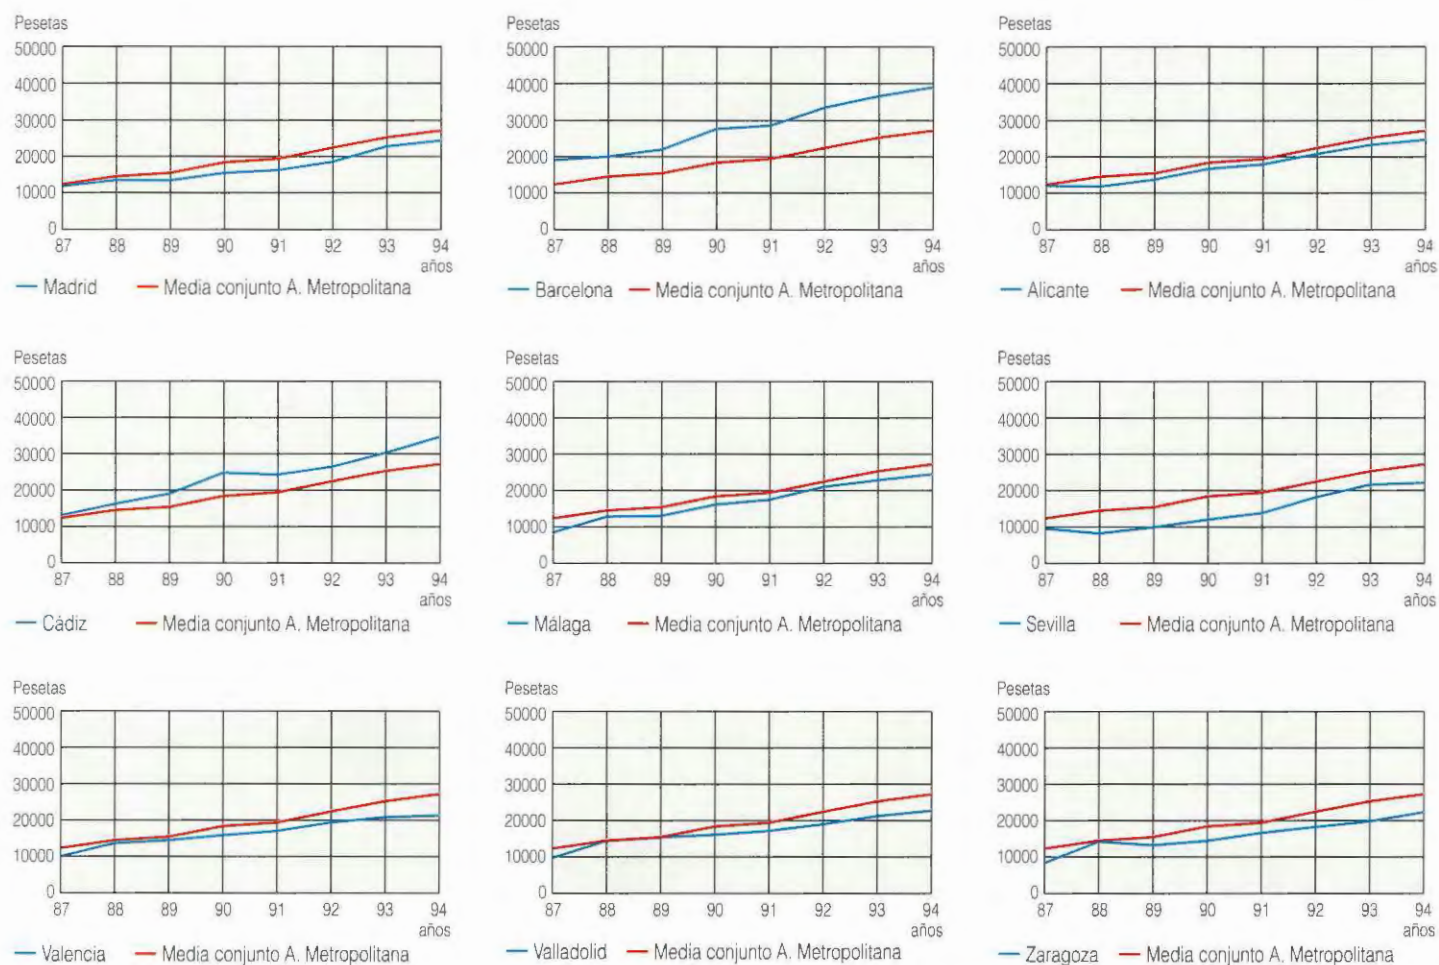 Pesetas
50000
40000
30000
20000
10000
0
87 88 89 90 91 92 93 94
años
Madrid Media conjunto A. Metropolitana
Pesetas
50000
40000
30000
20000
10000
0
87 88 89 90 91 92 93 94
años
Barcelona Media conjunto A. Metropolitana
Pesetas
50000
40000
30000
20000
10000
0
87 88 89 90 91 92 93 94
años
Alicante Media conjunto A. Metropolitana
Pesetas
50000
40000
30000
20000
10000
0
87 88 89 90 91 92 93 94
años
Cádiz Media conjunto A. Metropolitana
Pesetas
50000
40000
30000
20000
10000
0
87 88 89 90 91 92 93 94
años
Málaga Media conjunto A. Metropolitana
Pesetas
50000
40000
30000
20000
10000
0
87 88 89 90 91 92 93 94
años
Sevilla Media conjunto A. Metropolitana
Pesetas
50000
40000
30000
20000
10000
0
87 88 89 90 91 92 93 94
años
Valencia Media conjunto A. Metropolitana
Pesetas
50000
40000
30000
20000
10000
0
87 88 89 90 91 92 93 94
años
Valladolid Media conjunto A. Metropolitana
Pesetas
50000
40000
30000
20000
10000
0
87 88 89 90 91 92 93 94
años
Zaragoza Media conjunto A. Metropolitana